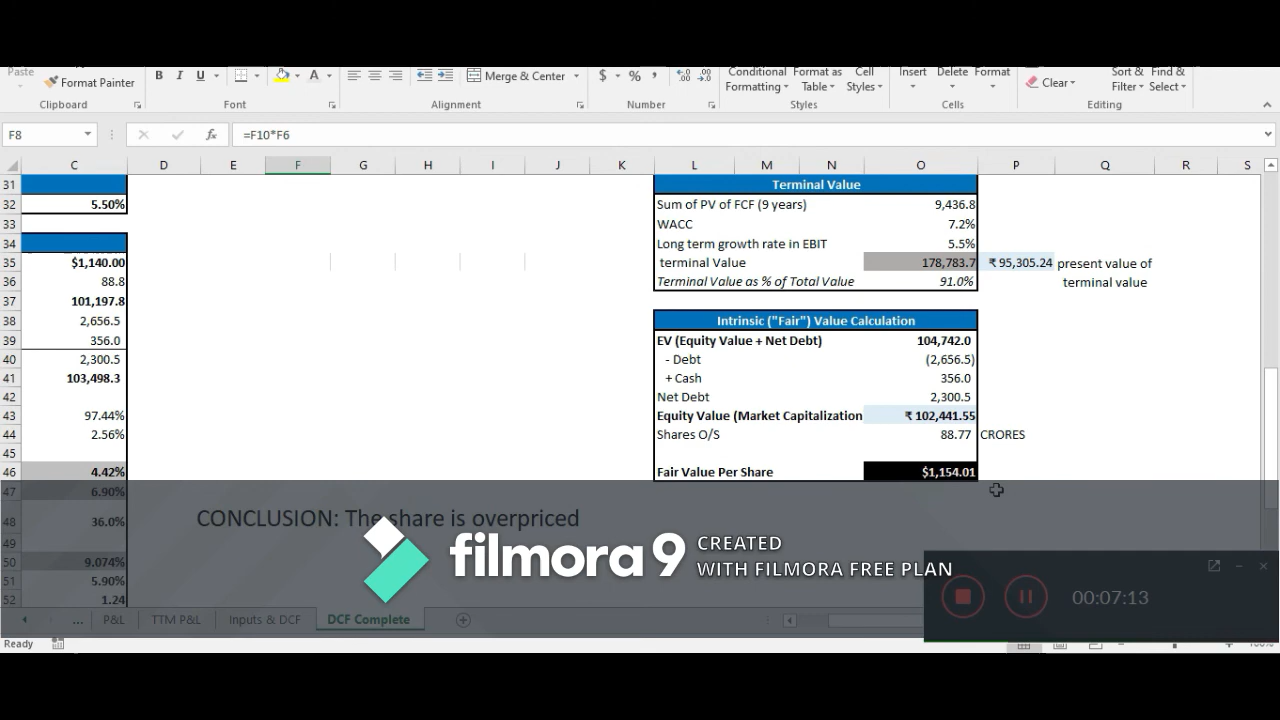 Paste
Format Painter
B I U A
Merge & Center
$ % ,
Conditional Formatting
Format as Table
Cell Styles
Insert Delete Format
Clear
Sort & Filter
Find & Select
Clipboard Font Alignment Number Styles Cells Editing
F8 fx =F10*F6
C D E F G H I J K L M N O P Q R S
31 Terminal Value
32 5.50% Sum of PV of FCF (9 years) 9,436.8
33 WACC 7.2%
34 Long term growth rate in EBIT 5.5%
35 $1,140.00 terminal Value 178,783.7 ₹ 95,305.24 present value of
36 88.8 Terminal Value as % of Total Value 91.0% terminal value
37 101,197.8
38 2,656.5 Intrinsic ("Fair") Value Calculation
39 356.0 EV (Equity Value + Net Debt) 104,742.0
40 2,300.5 - Debt (2,656.5)
41 103,498.3 + Cash 356.0
42 Net Debt 2,300.5
43 97.44% Equity Value (Market Capitalization ₹ 102,441.55
44 2.56% Shares O/S 88.77 CRORES
45
46 4.42% Fair Value Per Share $1,154.01
47 6.90%
48 36.0% CONCLUSION: The share is overpriced
49
50 9.074%
51 5.90%
52 1.24
filmora 9 CREATED
WITH FILMORA FREE PLAN
00:07:13
... P&L TTM P&L Inputs & DCF DCF Complete
Ready